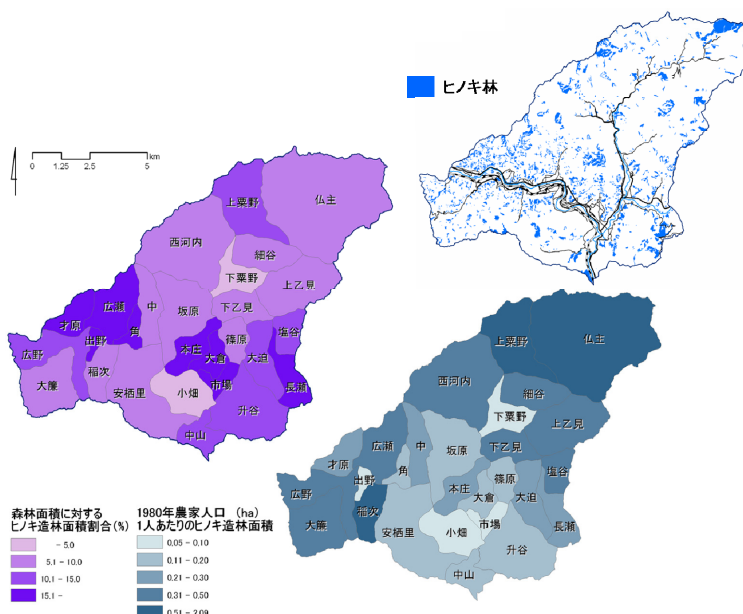 ヒノキ林
0 1.25 2.5 5
km
上粟野
仏主
西河内
細谷
下粟野
上乙見
広瀬
中
坂原
下乙見
才原
角
塩谷
広野
出野
本庄
篠原
大倉
大迫
大簾
稲次
安栖里
小畑
市場
長瀬
升谷
中山
上粟野
仏主
西河内
細谷
下粟野
上乙見
広瀬
中
坂原
下乙見
才原
角
塩谷
広野
出野
本庄
篠原
大倉
大迫
大簾
稲次
安栖里
小畑
市場
長瀬
升谷
中山
森林面積に対する
ヒノキ造林面積割合(%)
- 5.0
5.1 - 10.0
10.1 - 15.0
15.1 -
1980年農家人口 (ha)
1人あたりのヒノキ造林面積
0.05 - 0.10
0.11 - 0.20
0.21 - 0.30
0.31 - 0.50
0.51 - 2.09